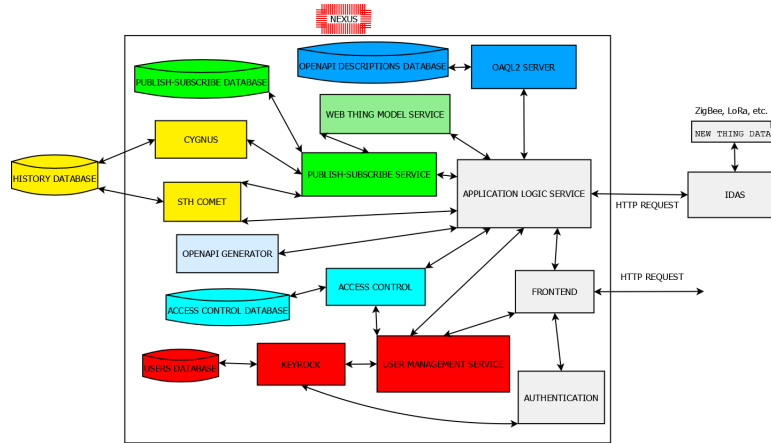 NEXUS
OPENAPI DESCRIPTIONS DATABASE
OAQL2 SERVER
PUBLISH-SUBSCRIBE DATABASE
WEB THING MODEL SERVICE
ZigBee, LoRa, etc.
NEW THING DATA
CYGNUS
HISTORY DATABASE
PUBLISH-SUBSCRIBE SERVICE
APPLICATION LOGIC SERVICE
STH COMET
HTTP REQUEST
IDAS
OPENAPI GENERATOR
ACCESS CONTROL
HTTP REQUEST
FRONTEND
ACCESS CONTROL DATABASE
USERS DATABASE
KEYROCK
USER MANAGEMENT SERVICE
AUTHENTICATION